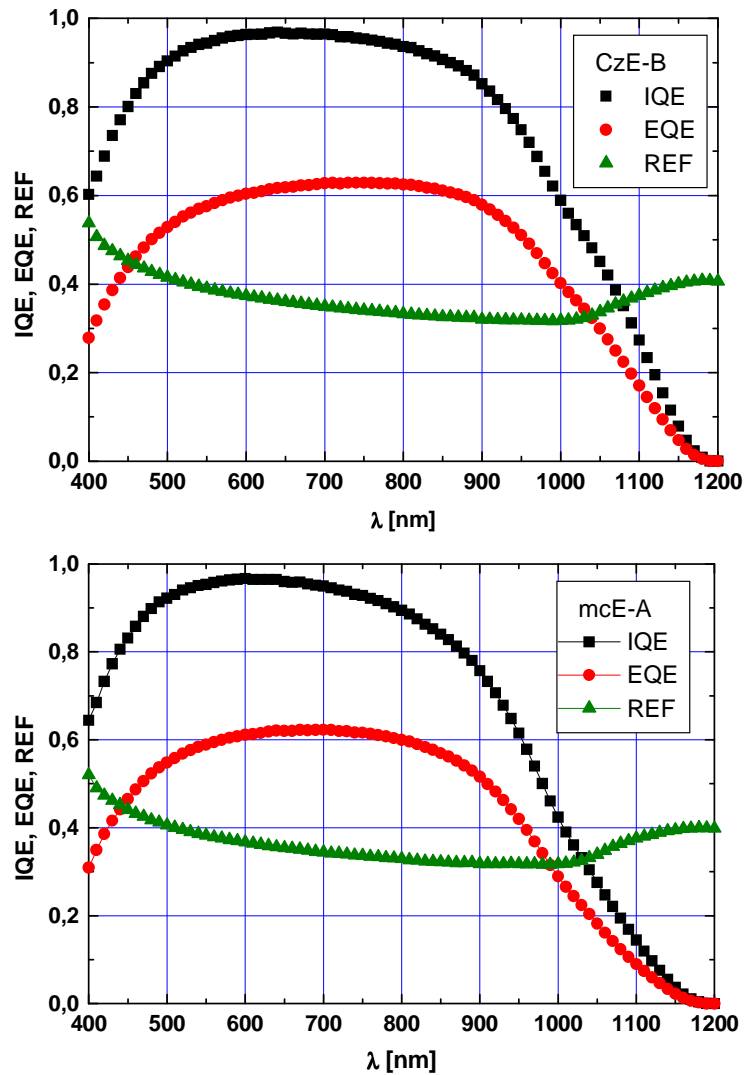 1,0
0,8
0,6
0,4
0,2
0,0
IQE, EQE, REF
CzE-B
IQE
EQE
REF
400 500 600 700 800 900 1000 1100 1200
λ [nm]
1,0
0,8
0,6
0,4
0,2
0,0
IQE, EQE, REF
mcE-A
IQE
EQE
REF
400 500 600 700 800 900 1000 1100 1200
λ [nm]